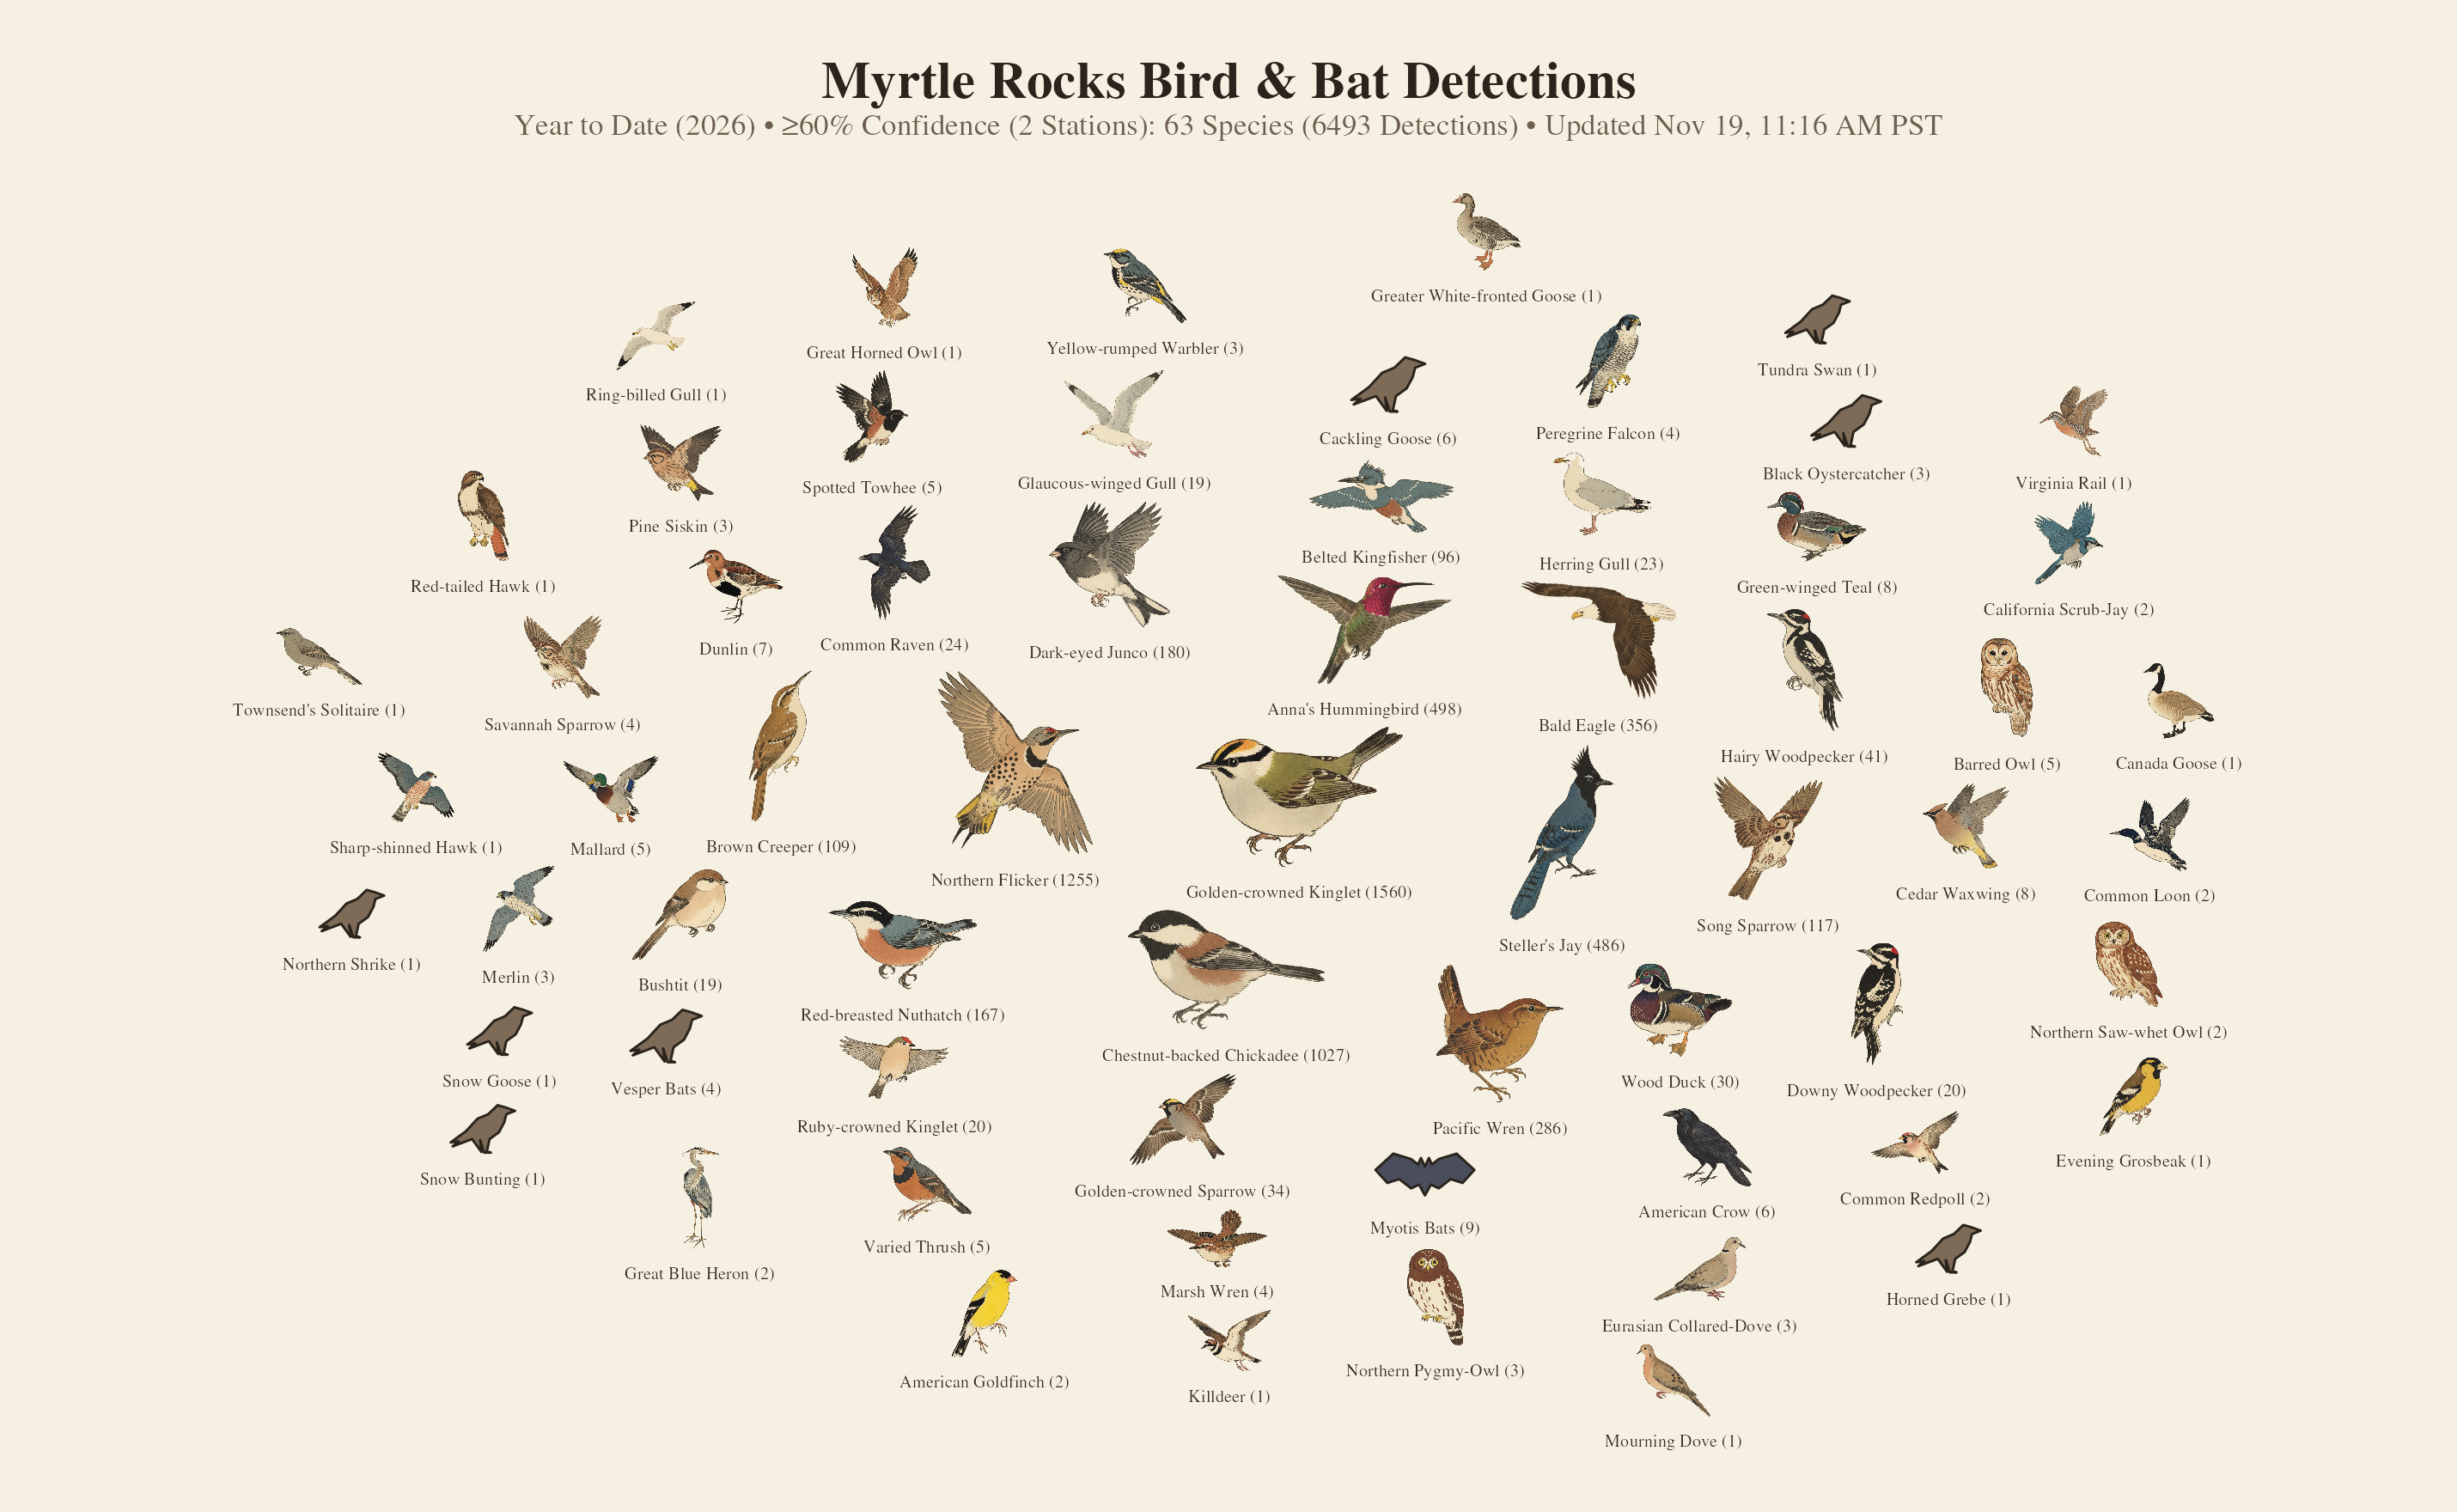 Myrtle Rocks Bird & Bat Detections
Year to Date (2026) • ≥60% Confidence (2 Stations): 63 Species (6493 Detections) • Updated Nov 19, 11:16 AM PST
Greater White-fronted Goose (1)
Great Horned Owl (1)
Yellow-rumped Warbler (3)
Tundra Swan (1)
Ring-billed Gull (1)
Cackling Goose (6)
Peregrine Falcon (4)
Black Oystercatcher (3)
Virginia Rail (1)
Spotted Towhee (5)
Glaucous-winged Gull (19)
Pine Siskin (3)
Belted Kingfisher (96)
Herring Gull (23)
Red-tailed Hawk (1)
Green-winged Teal (8)
California Scrub-Jay (2)
Dunlin (7)
Common Raven (24)
Dark-eyed Junco (180)
Townsend's Solitaire (1)
Savannah Sparrow (4)
Anna's Hummingbird (498)
Bald Eagle (356)
Hairy Woodpecker (41)
Barred Owl (5)
Canada Goose (1)
Sharp-shinned Hawk (1)
Mallard (5)
Brown Creeper (109)
Northern Flicker (1255)
Golden-crowned Kinglet (1560)
Cedar Waxwing (8)
Common Loon (2)
Song Sparrow (117)
Steller's Jay (486)
Northern Shrike (1)
Merlin (3)
Bushtit (19)
Red-breasted Nuthatch (167)
Northern Saw-whet Owl (2)
Chestnut-backed Chickadee (1027)
Snow Goose (1)
Vesper Bats (4)
Wood Duck (30)
Downy Woodpecker (20)
Ruby-crowned Kinglet (20)
Pacific Wren (286)
Evening Grosbeak (1)
Snow Bunting (1)
Golden-crowned Sparrow (34)
Common Redpoll (2)
American Crow (6)
Myotis Bats (9)
Varied Thrush (5)
Great Blue Heron (2)
Marsh Wren (4)
Horned Grebe (1)
Eurasian Collared-Dove (3)
Northern Pygmy-Owl (3)
American Goldfinch (2)
Killdeer (1)
Mourning Dove (1)